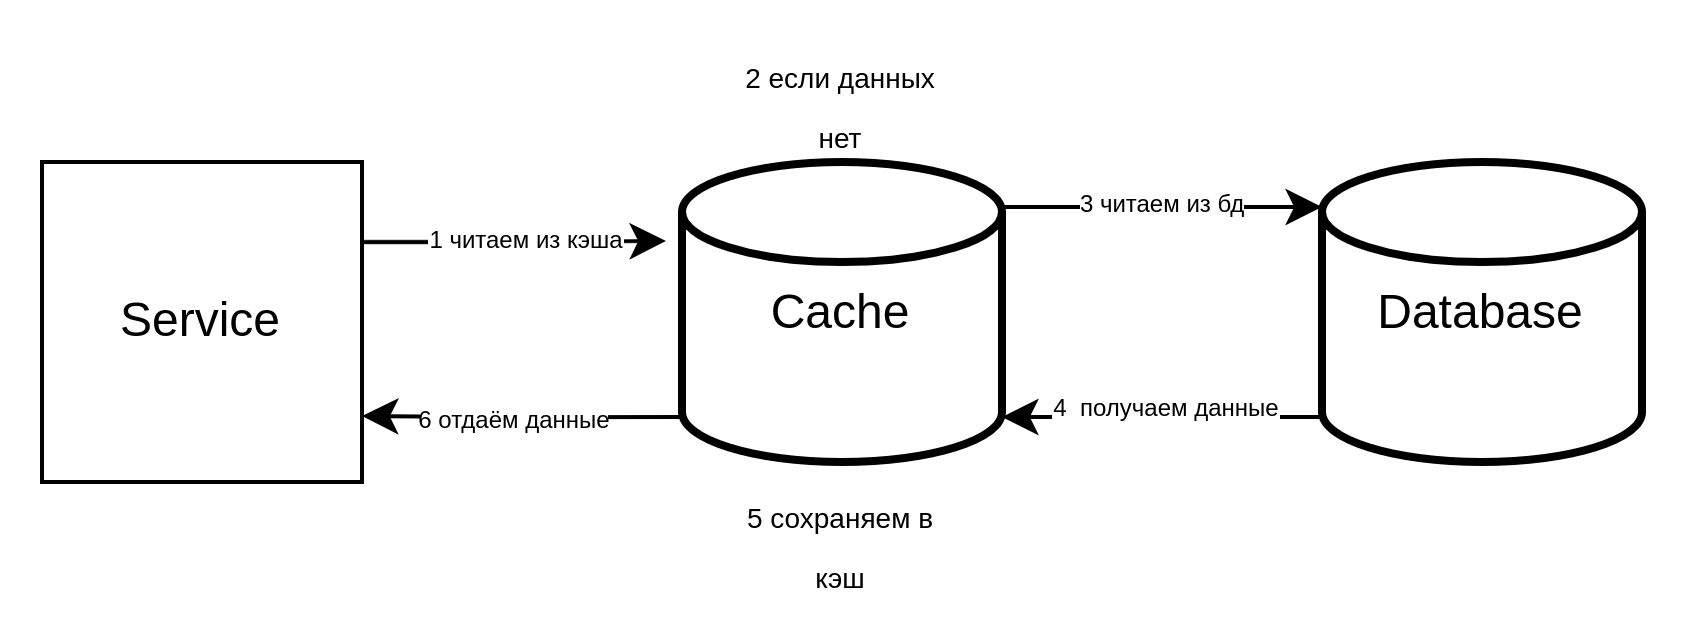 2 если данных
нет
1 читаем из кэша
3 читаем из бд
Service
Cache
Database
6 отдаём данные
4 получаем данные
5 сохраняем в
кэш